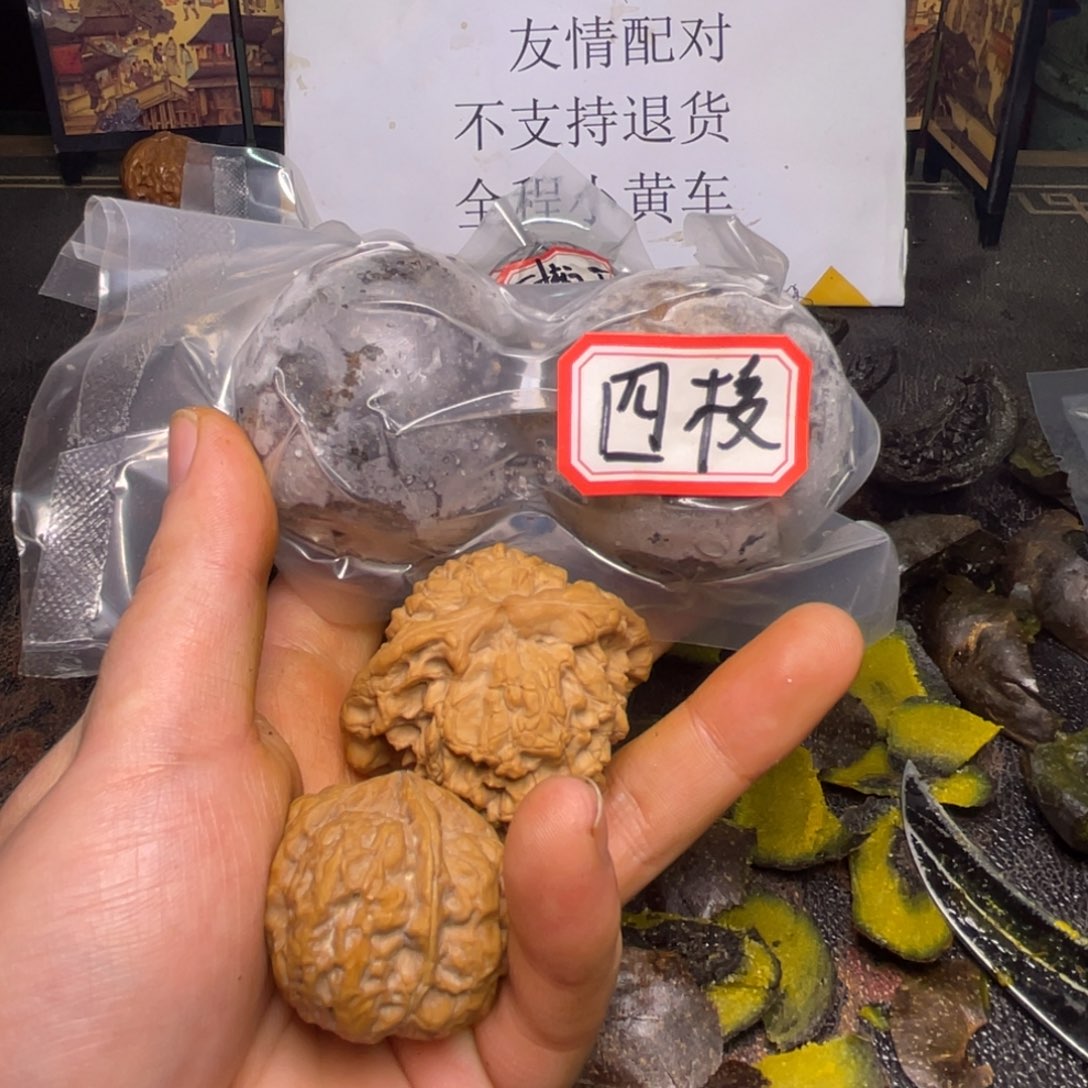 友情配对
不支持退货
全程小黄车
四棱